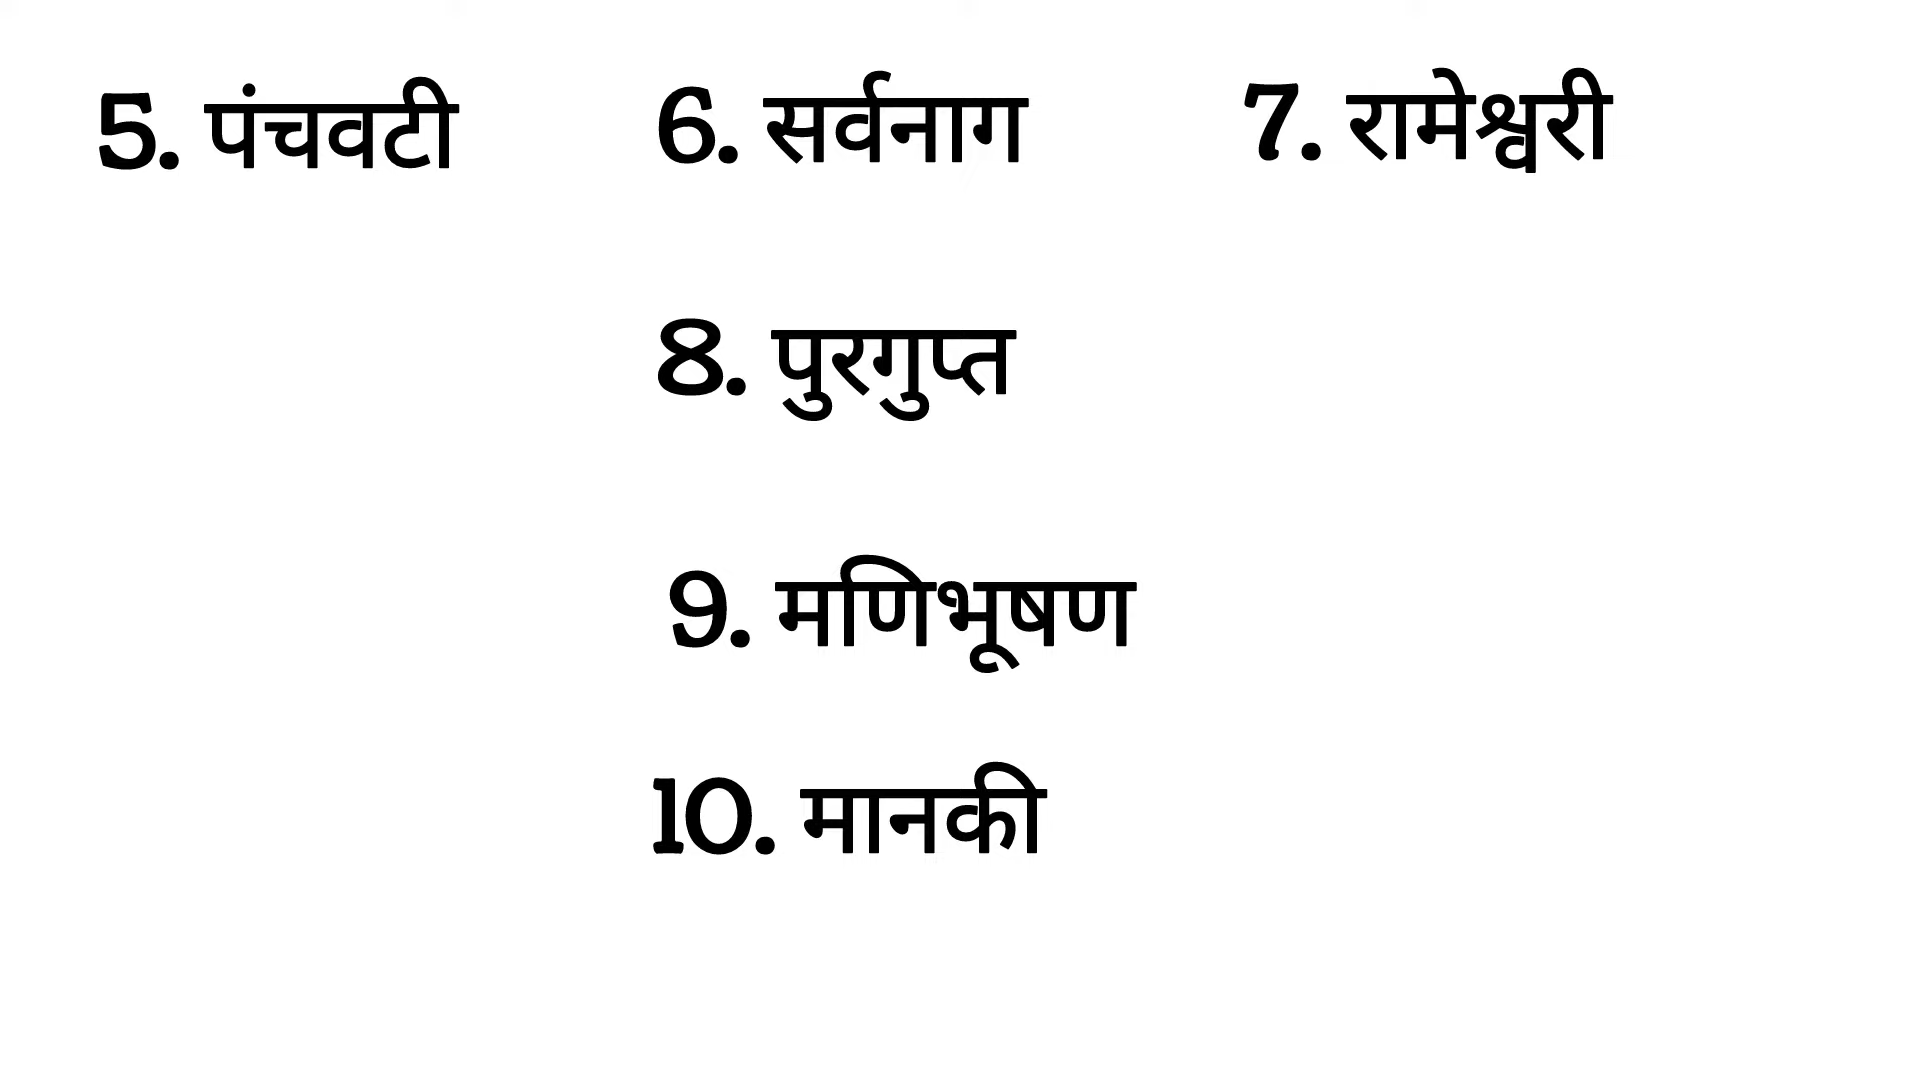 5. पंचवटी 6. सर्वनाग 7. रामेश्वरी
8. पुरगुप्त
9. मणिभूषण
10. मानकी